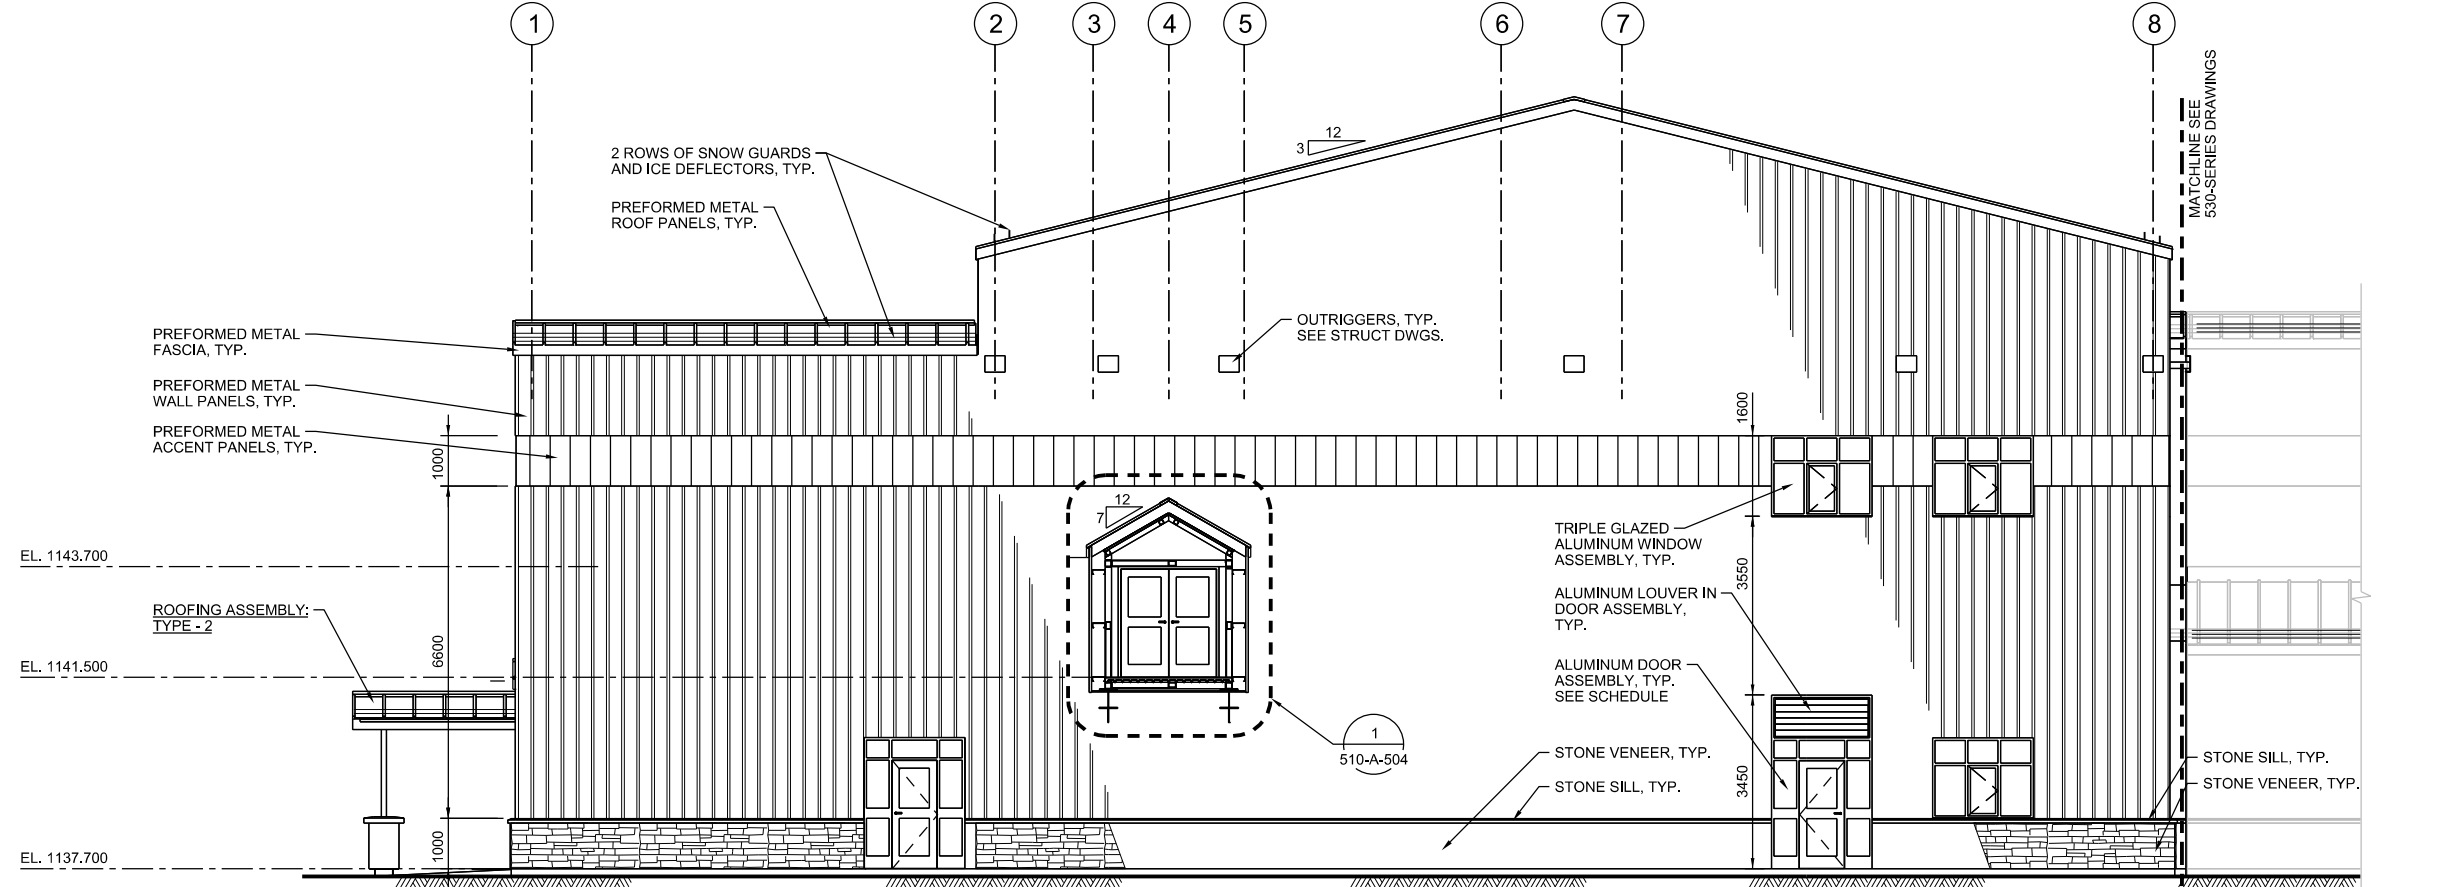 1
2
3
4
5
6
7
8
MATCHLINE SEE
530-SERIES DRAWINGS
12
3
2 ROWS OF SNOW GUARDS
AND ICE DEFLECTORS, TYP.
PREFORMED METAL
ROOF PANELS, TYP.
OUTRIGGERS, TYP.
SEE STRUCT DWGS.
PREFORMED METAL
FASCIA, TYP.
PREFORMED METAL
WALL PANELS, TYP.
PREFORMED METAL
ACCENT PANELS, TYP.
1000
1600
12
7
TRIPLE GLAZED
ALUMINUM WINDOW
ASSEMBLY, TYP.
EL. 1143.700
3550
ALUMINUM LOUVER IN
DOOR ASSEMBLY,
TYP.
ROOFING ASSEMBLY:
TYPE - 2
6600
EL. 1141.500
ALUMINUM DOOR
ASSEMBLY, TYP.
SEE SCHEDULE
1
510-A-504
STONE VENEER, TYP.
STONE SILL, TYP.
3450
STONE SILL, TYP.
STONE VENEER, TYP.
1000
EL. 1137.700